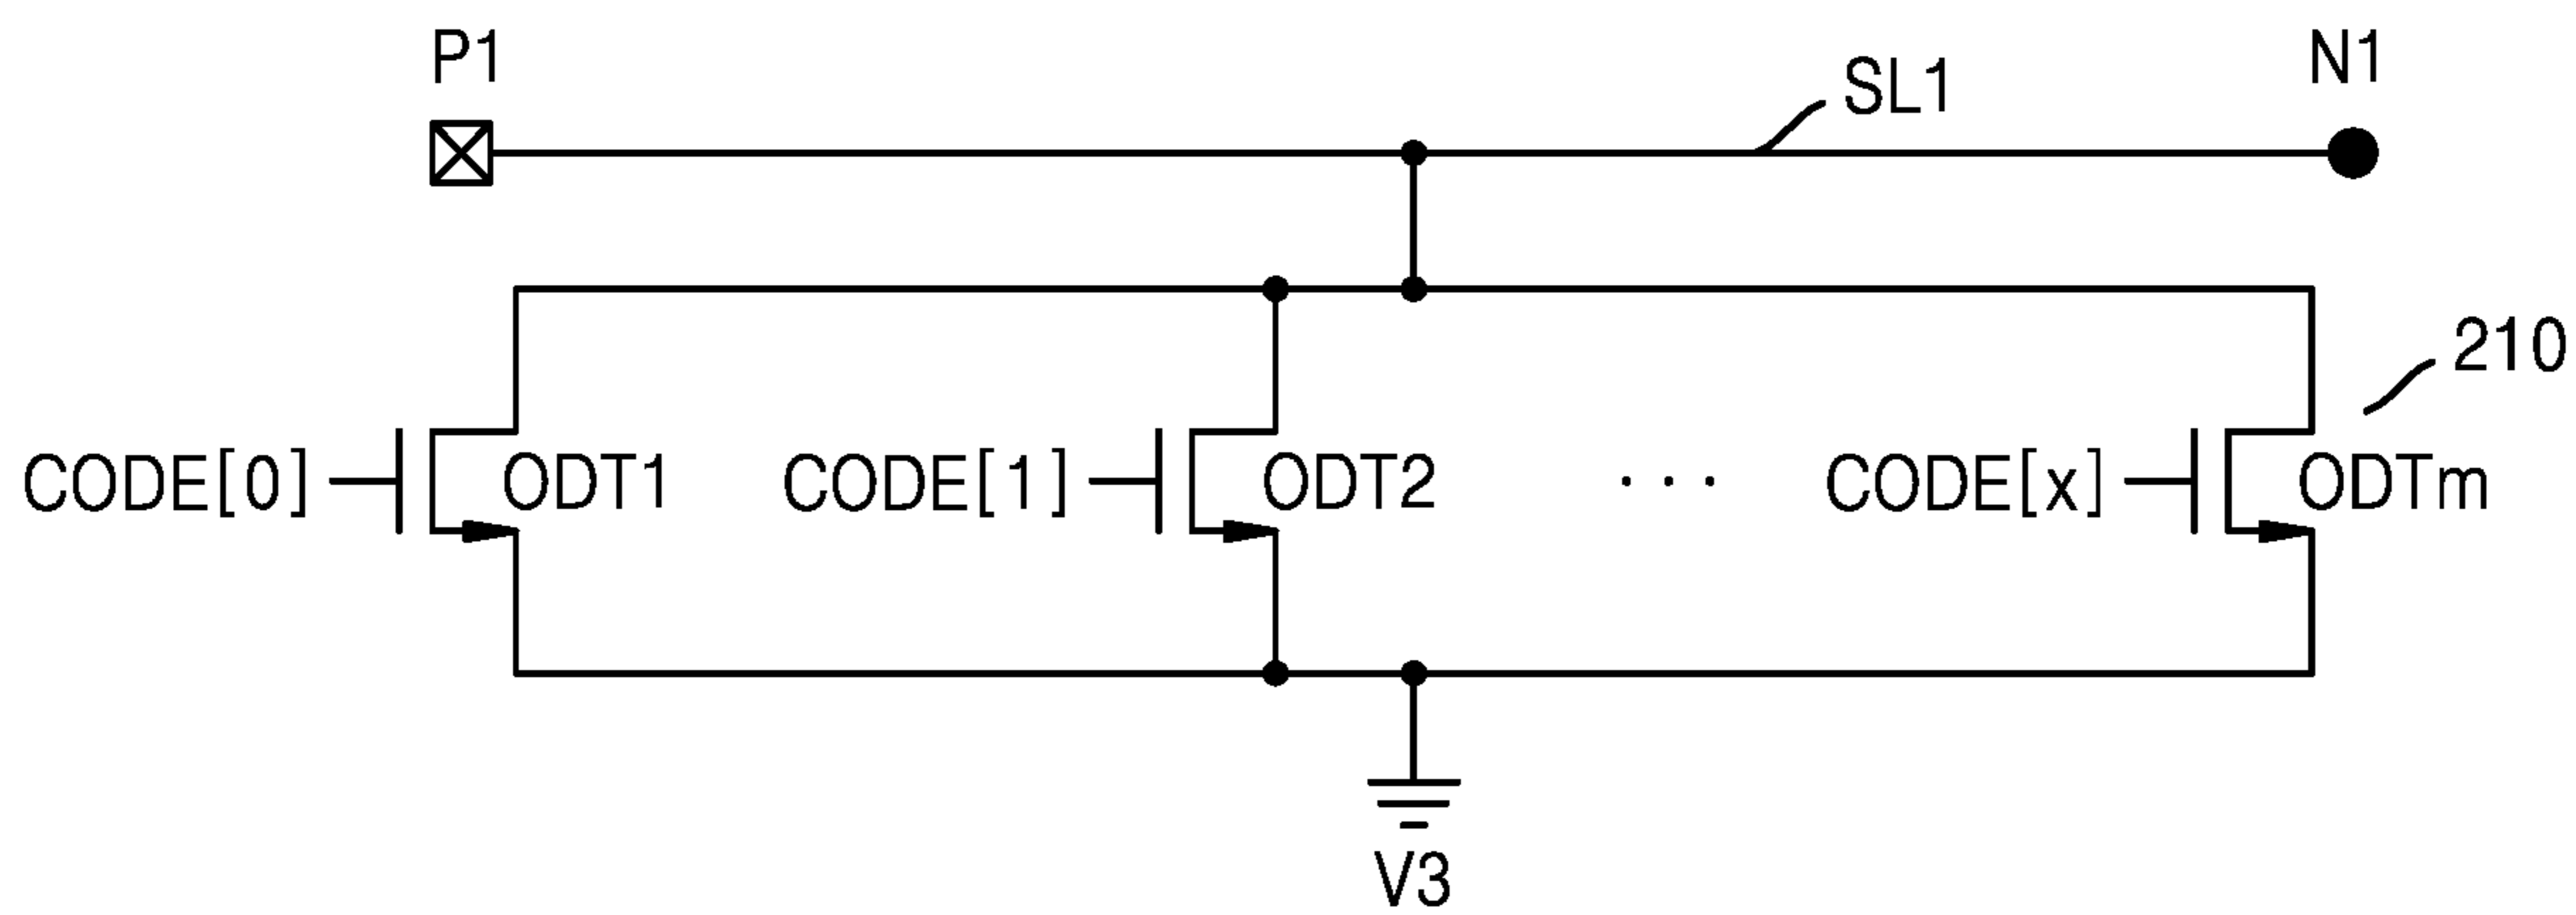 P1
SL1
N1
210
CODE[0]
ODT1
CODE[1]
ODT2
...
CODE[x]
ODTm
V3